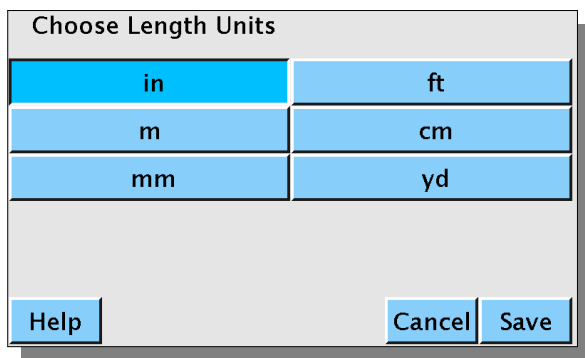 Choose Length Units
in ft
m cm
mm yd
Help Cancel Save